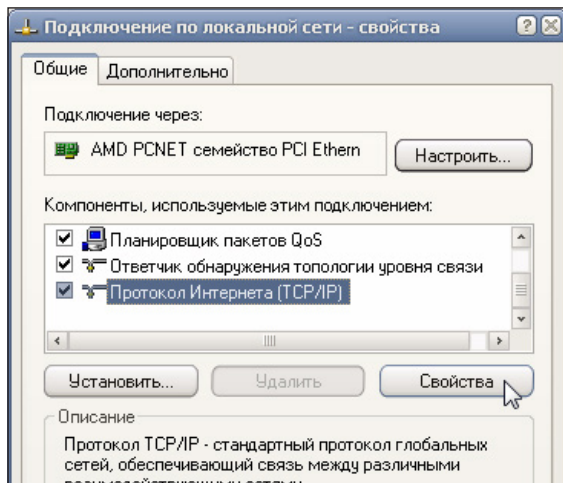 Подключение по локальной сети - свойства
Общие
Дополнительно
Подключение через:
AMD PCNET семейство PCI Ethern
Настроить...
Компоненты, используемые этим подключением:
Планировщик пакетов QoS
Ответчик обнаружения топологии уровня связи
Протокол Интернета (TCP/IP)
Установить...
Удалить
Свойства
Описание
Протокол TCP/IP - стандартный протокол глобальных
сетей, обеспечивающий связь между различными